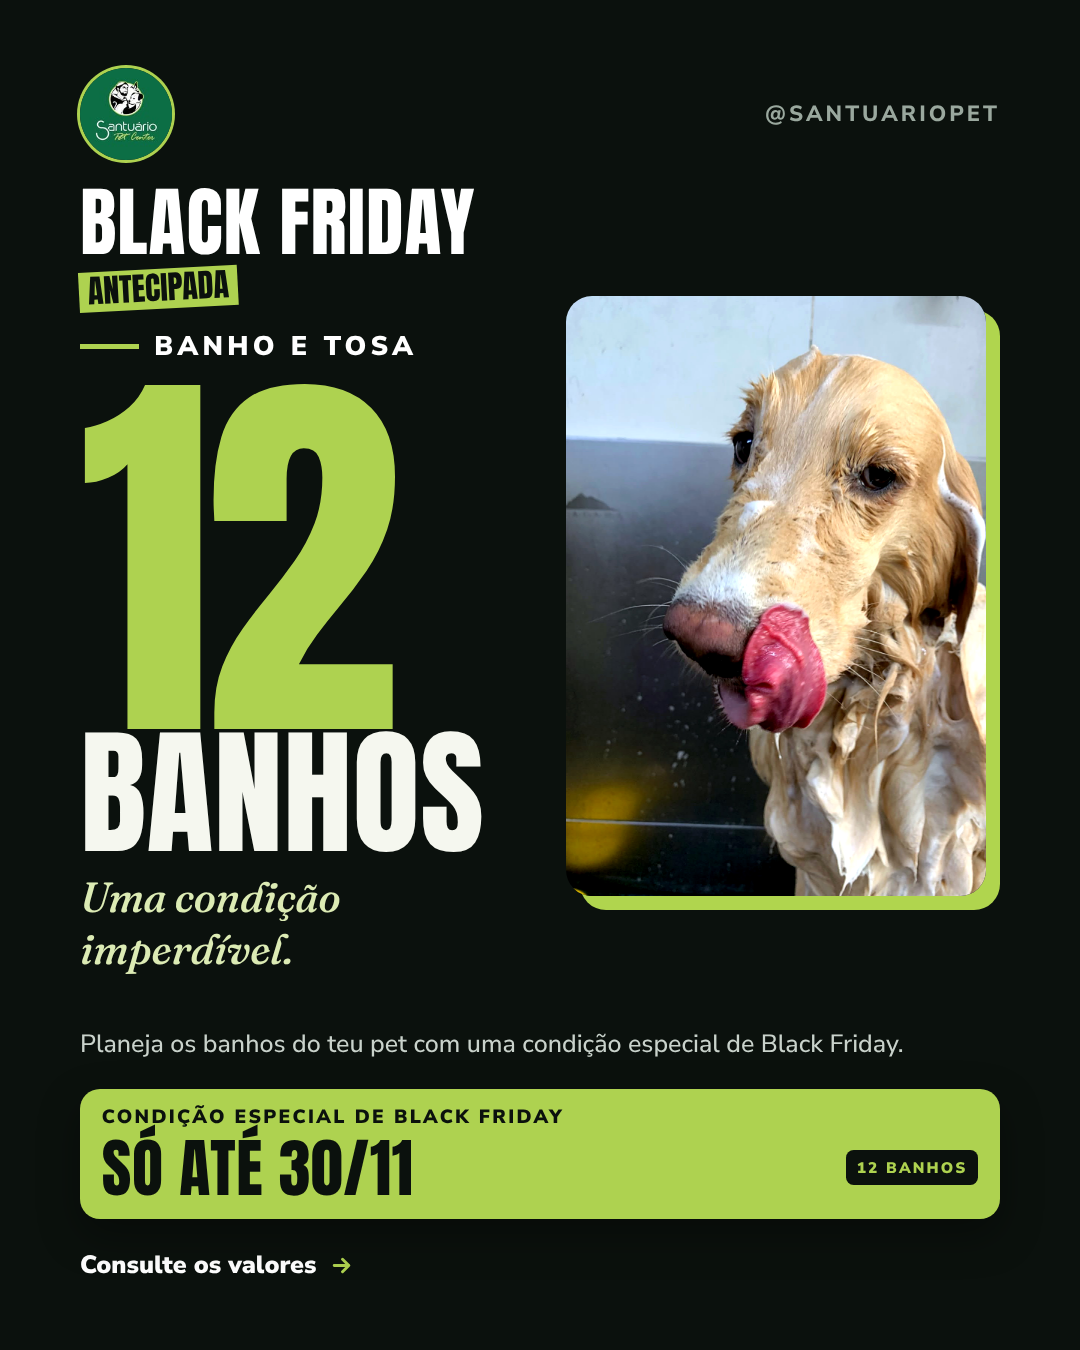 Santuário
Pet Center
@SANTUARIOPET
BLACK FRIDAY
ANTECIPADA
BANHO E TOSA
12
BANHOS
Uma condição
imperdível.
Planeja os banhos do teu pet com uma condição especial de Black Friday.
CONDIÇÃO ESPECIAL DE BLACK FRIDAY
SÓ ATÉ 30/11
12 BANHOS
Consulte os valores →